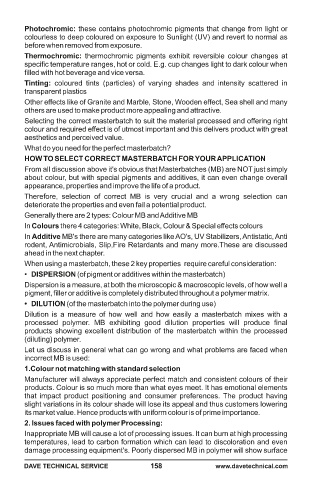 Photochromic: these contains photochromic pigments that change from light or
colourless to deep coloured on exposure to Sunlight (UV) and revert to normal as
before when removed from exposure.
Thermochromic: thermochromic pigments exhibit reversible colour changes at
specific temperature ranges, hot or cold. E.g. cups changes light to dark colour when
filled with hot beverage and vice versa.
Tinting: coloured tints (particles) of varying shades and intensity scattered in
transparent plastics
Other effects like of Granite and Marble, Stone, Wooden effect, Sea shell and many
others are used to make product more appealing and attractive.
Selecting the correct masterbatch to suit the material processed and offering right
colour and required effect is of utmost important and this delivers product with great
aesthetics and perceived value.
What do you need for the perfect masterbatch?
HOW TO SELECT CORRECT MASTERBATCH FOR YOUR APPLICATION
From all discussion above it's obvious that Masterbatches (MB) are NOT just simply
about colour, but with special pigments and additives, it can even change overall
appearance, properties and improve the life of a product.
Therefore, selection of correct MB is very crucial and a wrong selection can
deteriorate the properties and even fail a potential product.
Generally there are 2 types: Colour MB and Additive MB
In Colours there 4 categories: White, Black, Colour & Special effects colours
In Additive MB's there are many categories like AO's, UV Stabilizers, Antistatic, Anti
rodent, Antimicrobials, Slip,Fire Retardants and many more.These are discussed
ahead in the next chapter.
When using a masterbatch, these 2 key properties require careful consideration:
• DISPERSION (of pigment or additives within the masterbatch)
Dispersion is a measure, at both the microscopic & macroscopic levels, of how well a
pigment, filler or additive is completely distributed throughout a polymer matrix.
• DILUTION (of the masterbatch into the polymer during use)
Dilution is a measure of how well and how easily a masterbatch mixes with a
processed polymer. MB exhibiting good dilution properties will produce final
products showing excellent distribution of the masterbatch within the processed
(diluting) polymer.
Let us discuss in general what can go wrong and what problems are faced when
incorrect MB is used:
1.Colour not matching with standard selection
Manufacturer will always appreciate perfect match and consistent colours of their
products. Colour is so much more than what eyes meet. It has emotional elements
that impact product positioning and consumer preferences. The product having
slight variations in its colour shade will lose its appeal and thus customers lowering
its market value. Hence products with uniform colour is of prime importance.
2. Issues faced with polymer Processing:
Inappropriate MB will cause a lot of processing issues. It can burn at high processing
temperatures, lead to carbon formation which can lead to discoloration and even
damage processing equipment's. Poorly dispersed MB in polymer will show surface
DAVE TECHNICAL SERVICE 158 www.davetechnical.com